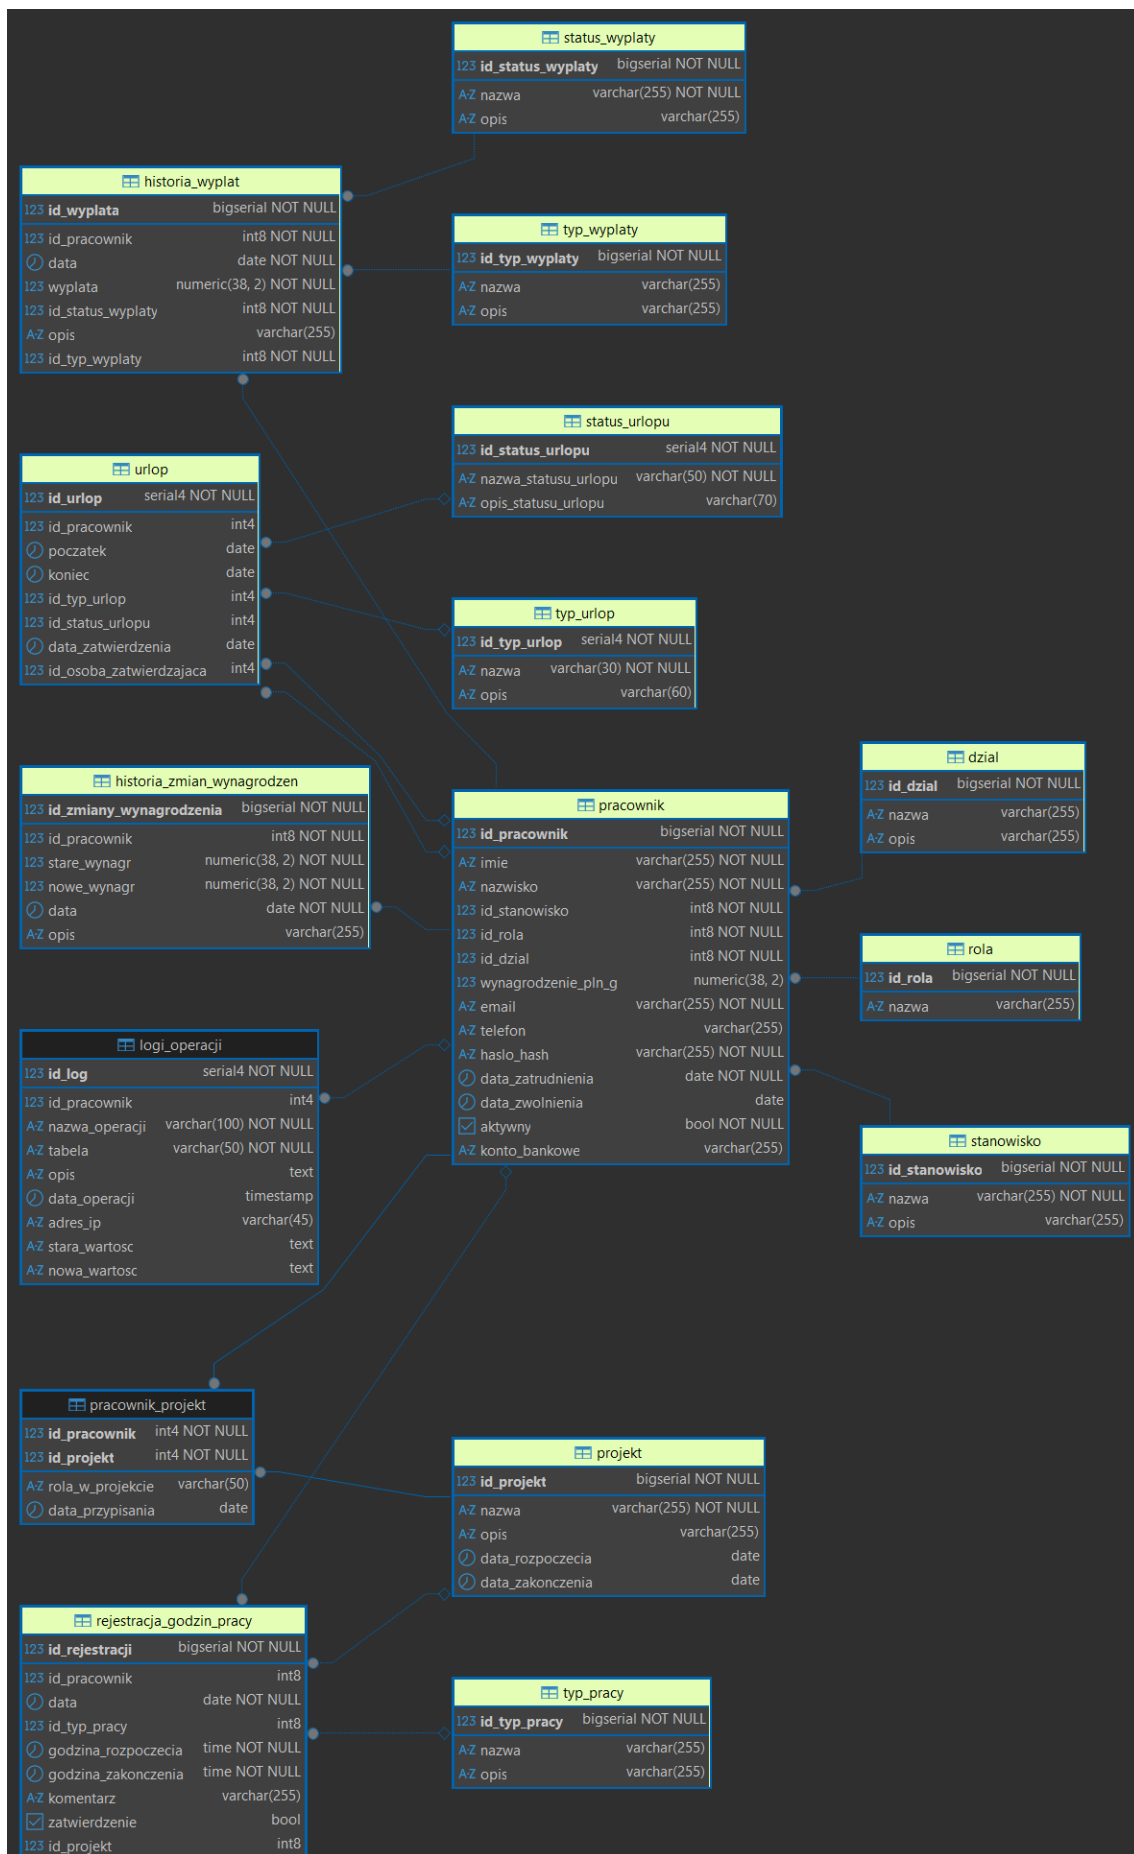 status_wyplaty
123 id_status_wyplaty bigserial NOT NULL
A-Z nazwa varchar(255) NOT NULL
A-Z opis varchar(255)
historia_wyplat
123 id_wyplata bigserial NOT NULL
123 id_pracownik int8 NOT NULL
data date NOT NULL
123 wyplata numeric(38, 2) NOT NULL
123 id_status_wyplaty int8 NOT NULL
A-Z opis varchar(255)
123 id_typ_wyplaty int8 NOT NULL
typ_wyplaty
123 id_typ_wyplaty bigserial NOT NULL
A-Z nazwa varchar(255)
A-Z opis varchar(255)
status_urlopu
123 id_status_urlopu serial4 NOT NULL
A-Z nazwa_statusu_urlopu varchar(50) NOT NULL
A-Z opis_statusu_urlopu varchar(70)
urlop
123 id_urlop serial4 NOT NULL
123 id_pracownik int4
poczatek date
koniec date
123 id_typ_urlop int4
123 id_status_urlopu int4
data_zatwierdzenia date
123 id_osoba_zatwierdzajaca int4
typ_urlop
123 id_typ_urlop serial4 NOT NULL
A-Z nazwa varchar(30) NOT NULL
A-Z opis varchar(60)
historia_zmian_wynagrodzen
123 id_zmiany_wynagrodzenia bigserial NOT NULL
123 id_pracownik int8 NOT NULL
123 stare_wynagr numeric(38, 2) NOT NULL
123 nowe_wynagr numeric(38, 2) NOT NULL
data date NOT NULL
A-Z opis varchar(255)
pracownik
123 id_pracownik bigserial NOT NULL
A-Z imie varchar(255) NOT NULL
A-Z nazwisko varchar(255) NOT NULL
123 id_stanowisko int8 NOT NULL
123 id_rola int8 NOT NULL
123 id_dzial int8 NOT NULL
123 wynagrodzenie_pln_g numeric(38, 2)
A-Z email varchar(255) NOT NULL
A-Z telefon varchar(255)
A-Z haslo_hash varchar(255) NOT NULL
data_zatrudnienia date NOT NULL
data_zwolnienia date
aktywny bool NOT NULL
A-Z konto_bankowe varchar(255)
dzial
123 id_dzial bigserial NOT NULL
A-Z nazwa varchar(255)
A-Z opis varchar(255)
rola
123 id_rola bigserial NOT NULL
A-Z nazwa varchar(255)
stanowisko
123 id_stanowisko bigserial NOT NULL
A-Z nazwa varchar(255) NOT NULL
A-Z opis varchar(255)
logi_operacji
123 id_log serial4 NOT NULL
123 id_pracownik int4
A-Z nazwa_operacji varchar(100) NOT NULL
A-Z tabela varchar(50) NOT NULL
A-Z opis text
data_operacji timestamp
A-Z adres_ip varchar(45)
A-Z stara_wartosc text
A-Z nowa_wartosc text
pracownik_projekt
123 id_pracownik int4 NOT NULL
123 id_projekt int4 NOT NULL
A-Z rola_w_projekcie varchar(50)
data_przypisania date
projekt
123 id_projekt bigserial NOT NULL
A-Z nazwa varchar(255) NOT NULL
A-Z opis varchar(255)
data_rozpoczecia date
data_zakonczenia date
rejestracja_godzin_pracy
123 id_rejestracji bigserial NOT NULL
123 id_pracownik int8
data date NOT NULL
123 id_typ_pracy int8
godzina_rozpoczecia time NOT NULL
godzina_zakonczenia time NOT NULL
A-Z komentarz varchar(255)
zatwierdzenie bool
123 id_projekt int8
typ_pracy
123 id_typ_pracy bigserial NOT NULL
A-Z nazwa varchar(255)
A-Z opis varchar(255)